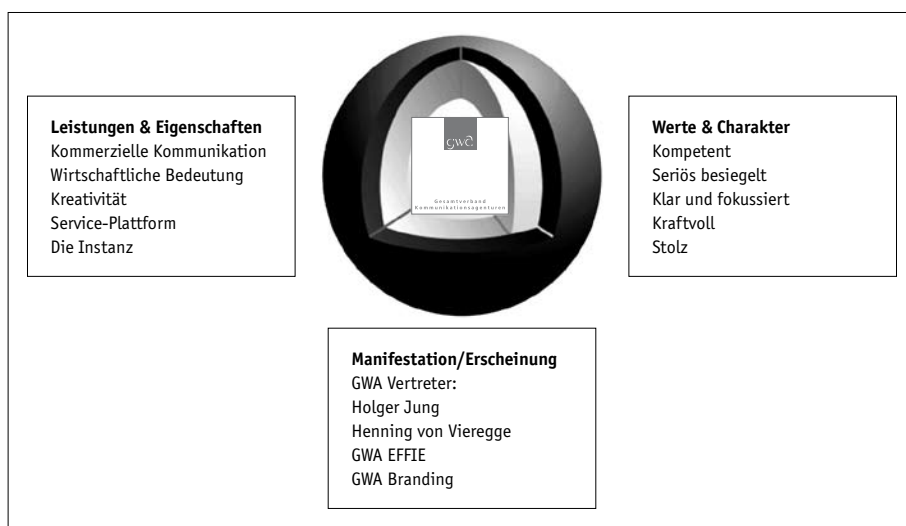 Leistungen & Eigenschaften
Kommerzielle Kommunikation
Wirtschaftliche Bedeutung
Kreativität
Service-Plattform
Die Instanz
gwa
Gesamtverband
Kommunikationsagenturen
Werte & Charakter
Kompetent
Seriös besiegelt
Klar und fokussiert
Kraftvoll
Stolz
Manifestation/Erscheinung
GWA Vertreter:
Holger Jung
Henning von Vieregge
GWA EFFIE
GWA Branding